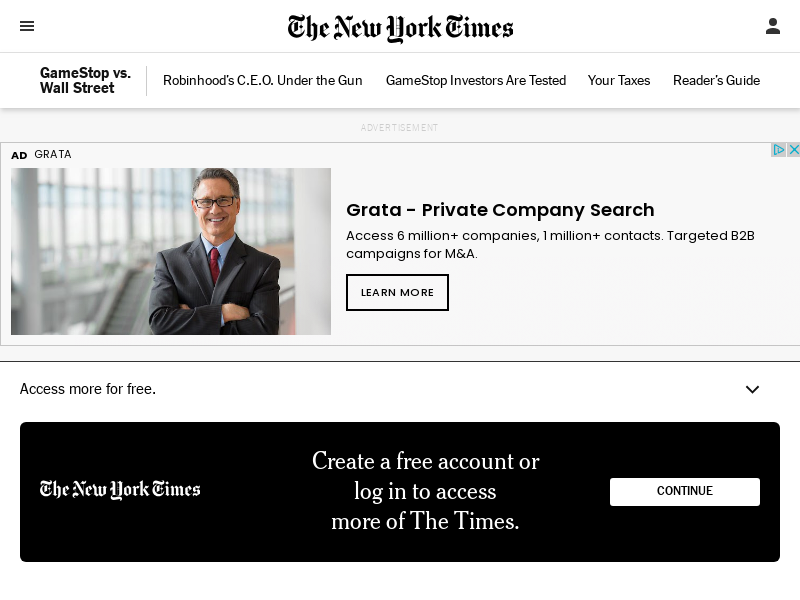 The New York Times
GameStop vs.
Wall Street
Robinhood's C.E.O. Under the Gun
GameStop Investors Are Tested
Your Taxes
Reader's Guide
ADVERTISEMENT
AD GRATA
Grata - Private Company Search
Access 6 million+ companies, 1 million+ contacts. Targeted B2B
campaigns for M&A.
LEARN MORE
Access more for free.
The New York Times
Create a free account or
log in to access
more of The Times.
CONTINUE